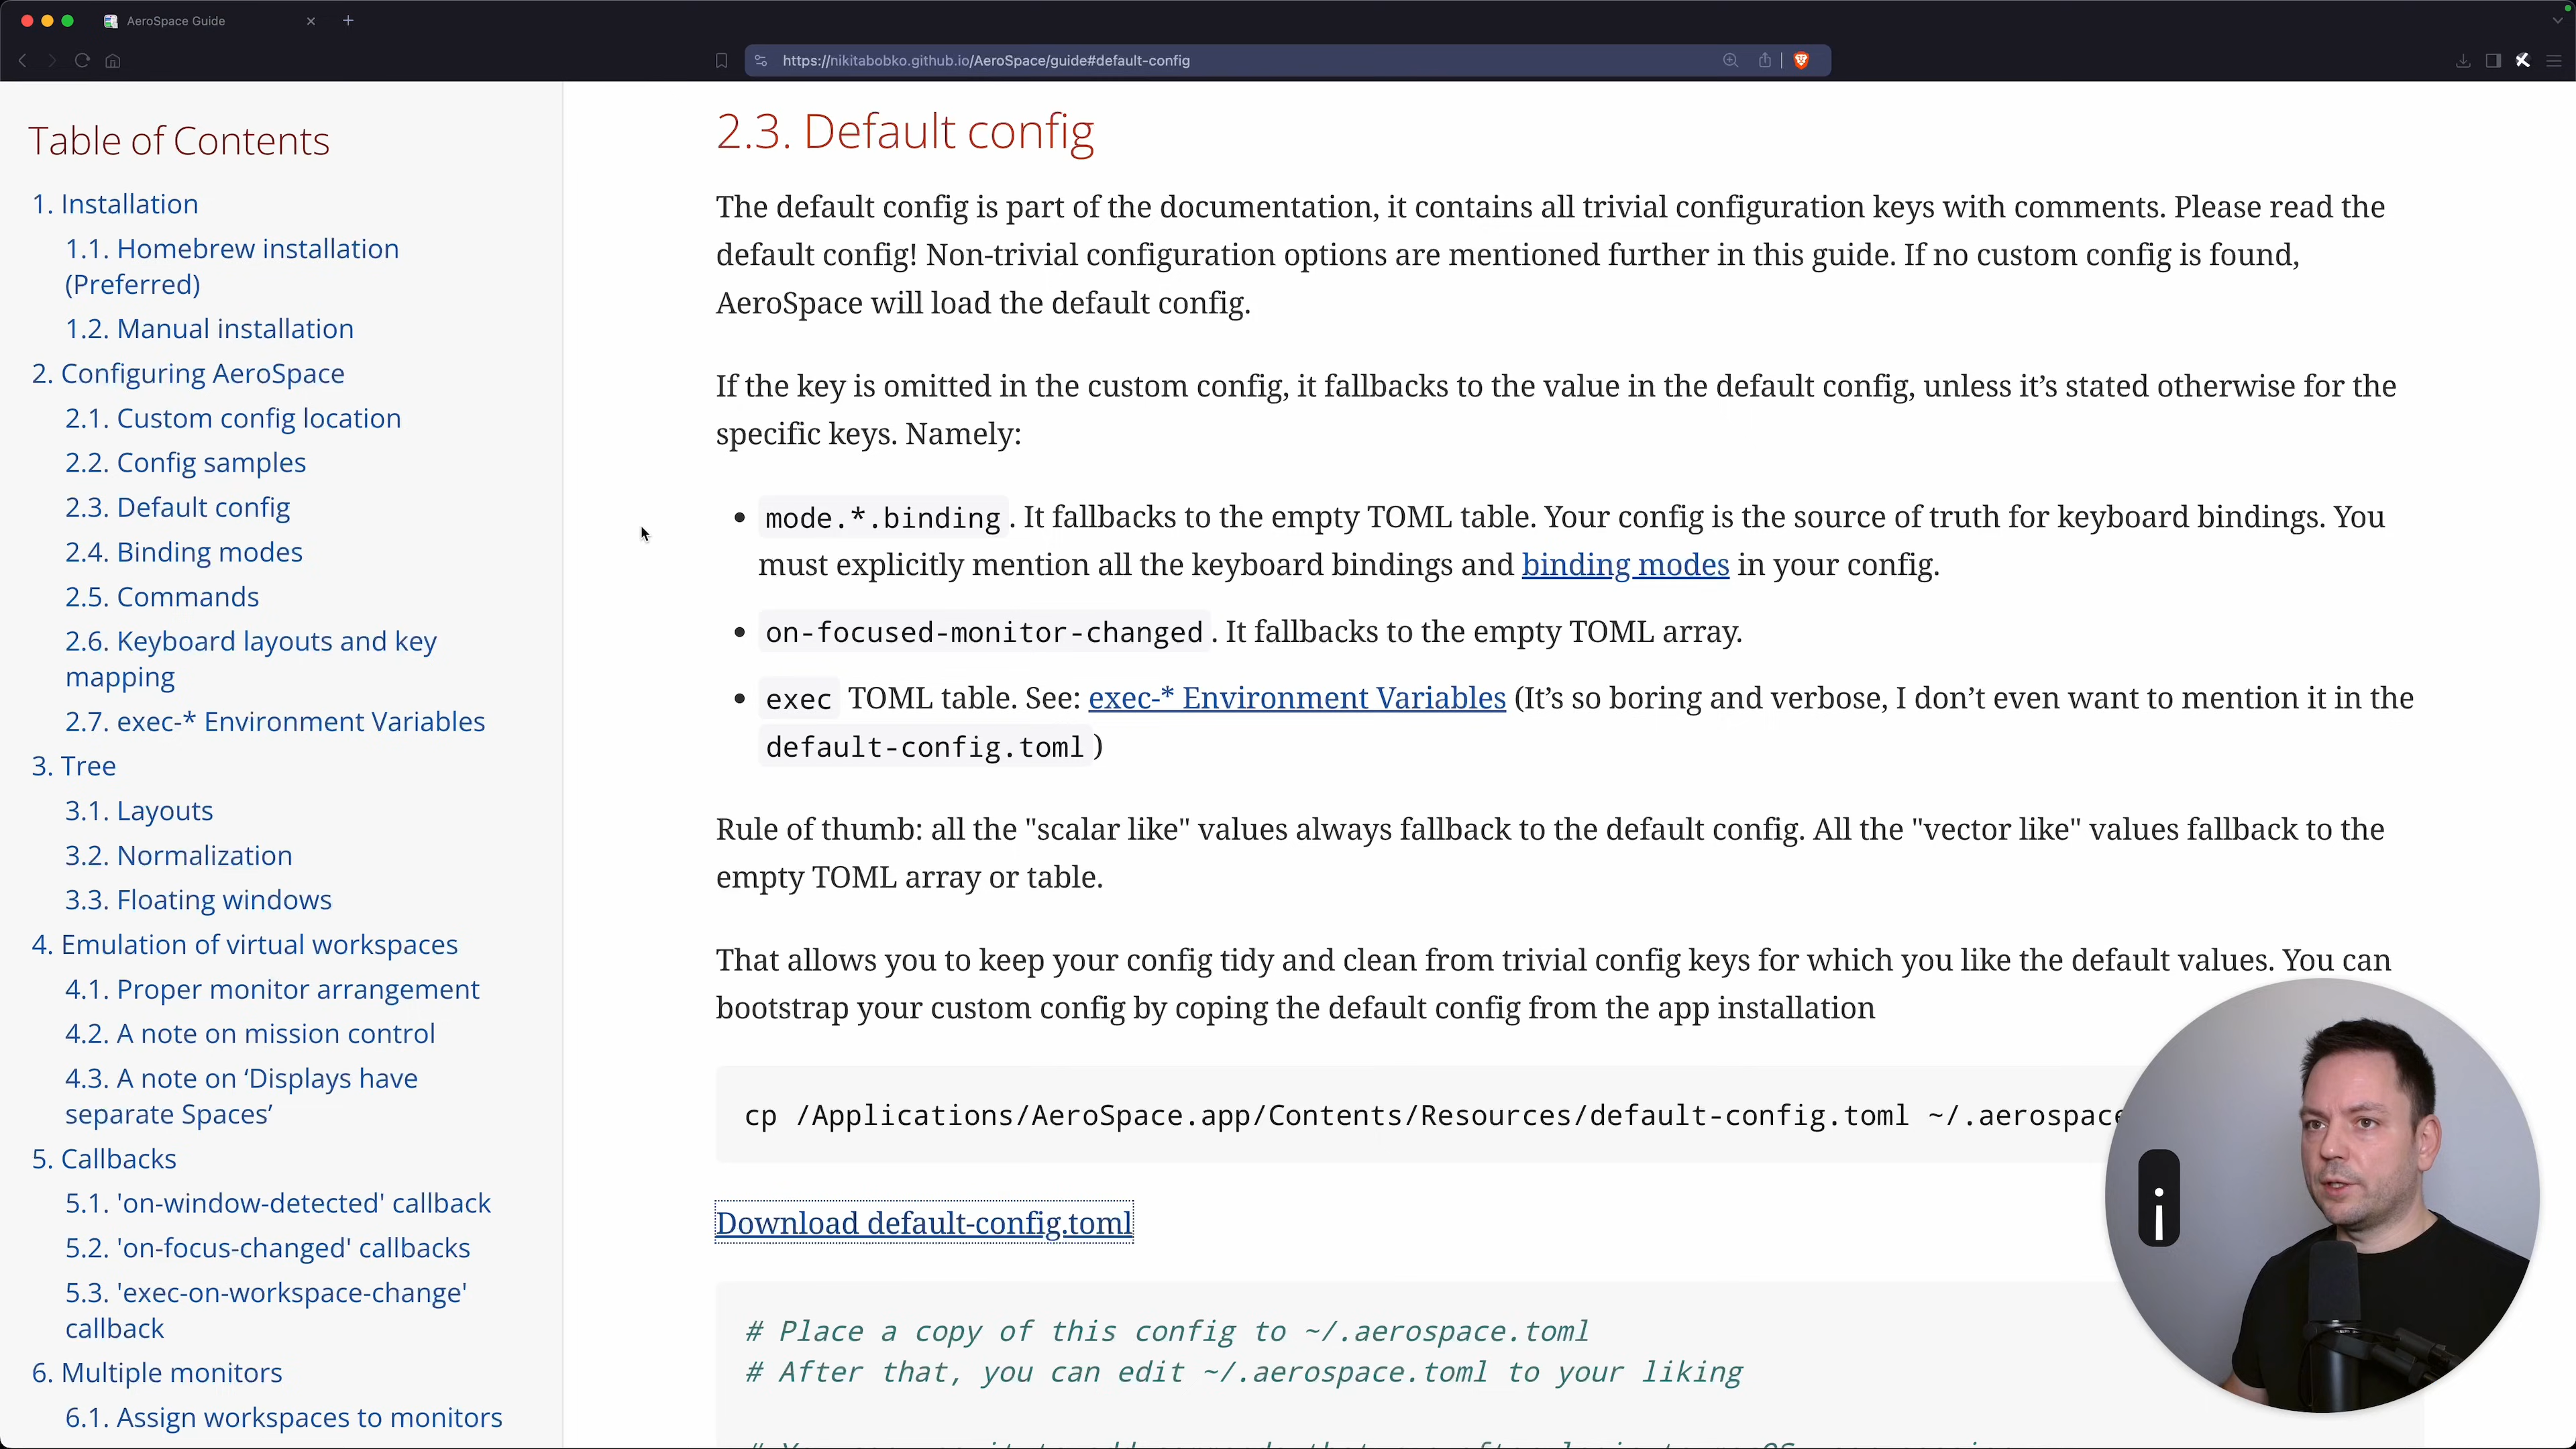 AeroSpace Guide
https://nikitabobko.github.io/AeroSpace/guide#default-config
Table of Contents
1. Installation
1.1. Homebrew installation
(Preferred)
1.2. Manual installation
2. Configuring AeroSpace
2.1. Custom config location
2.2. Config samples
2.3. Default config
2.4. Binding modes
2.5. Commands
2.6. Keyboard layouts and key
mapping
2.7. exec-* Environment Variables
3. Tree
3.1. Layouts
3.2. Normalization
3.3. Floating windows
4. Emulation of virtual workspaces
4.1. Proper monitor arrangement
4.2. A note on mission control
4.3. A note on ‘Displays have
separate Spaces’
5. Callbacks
5.1. 'on-window-detected' callback
5.2. 'on-focus-changed' callbacks
5.3. 'exec-on-workspace-change'
callback
6. Multiple monitors
6.1. Assign workspaces to monitors
2.3. Default config
The default config is part of the documentation, it contains all trivial configuration keys with comments. Please read the
default config! Non-trivial configuration options are mentioned further in this guide. If no custom config is found,
AeroSpace will load the default config.
If the key is omitted in the custom config, it fallbacks to the value in the default config, unless it’s stated otherwise for the
specific keys. Namely:
• mode.*.binding. It fallbacks to the empty TOML table. Your config is the source of truth for keyboard bindings. You
must explicitly mention all the keyboard bindings and binding modes in your config.
• on-focused-monitor-changed. It fallbacks to the empty TOML array.
• exec TOML table. See: exec-* Environment Variables (It’s so boring and verbose, I don’t even want to mention it in the
default-config.toml)
Rule of thumb: all the "scalar like" values always fallback to the default config. All the "vector like" values fallback to the
empty TOML array or table.
That allows you to keep your config tidy and clean from trivial config keys for which you like the default values. You can
bootstrap your custom config by coping the default config from the app installation
cp /Applications/AeroSpace.app/Contents/Resources/default-config.toml ~/.aerospace
Download default-config.toml
# Place a copy of this config to ~/.aerospace.toml
# After that, you can edit ~/.aerospace.toml to your liking
i